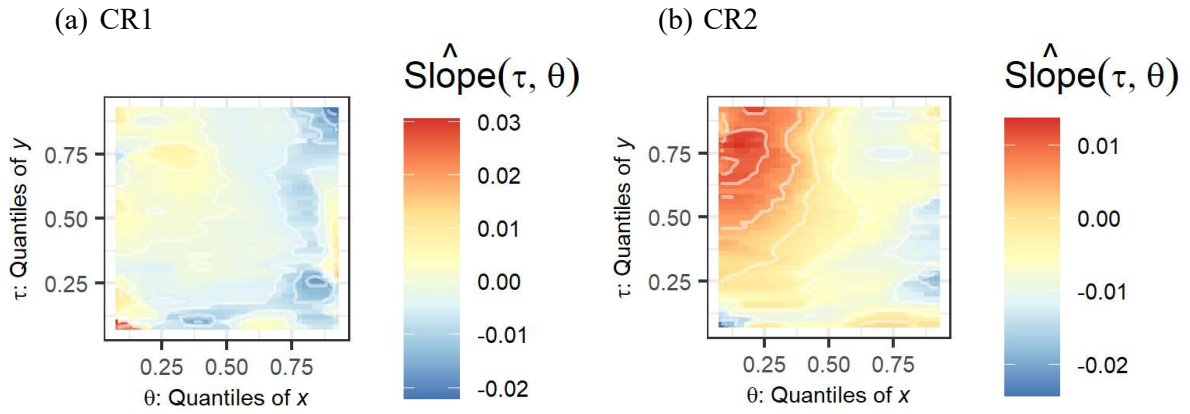 (a) CR1
(b) CR2
^
Slope(τ, θ)
0.03
0.02
0.01
0.00
-0.01
-0.02
τ: Quantiles of y
0.75
0.50
0.25
0.25 0.50 0.75
θ: Quantiles of x
^
Slope(τ, θ)
0.01
0.00
-0.01
-0.02
τ: Quantiles of y
0.75
0.50
0.25
0.25 0.50 0.75
θ: Quantiles of x